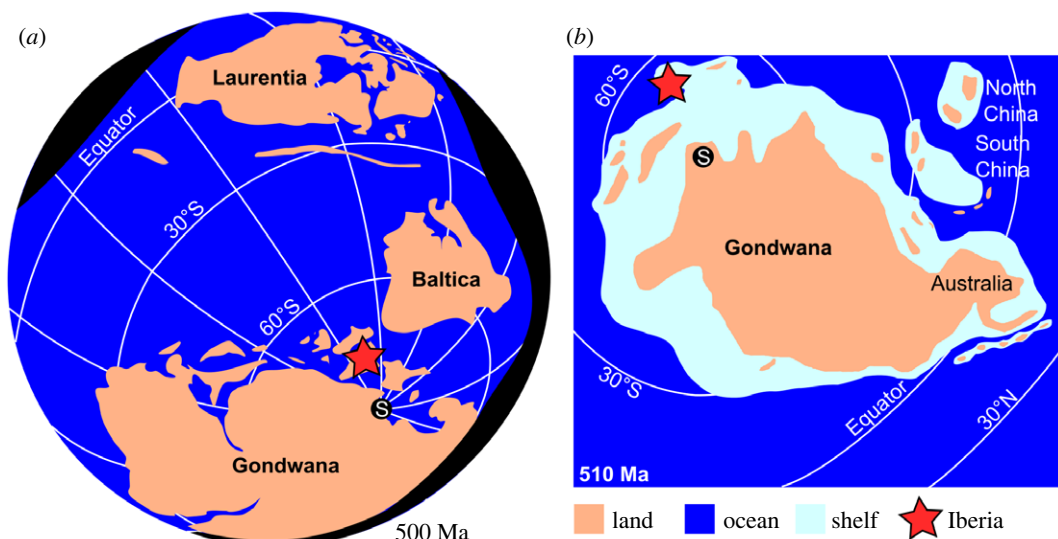 (a)
Laurentia
Equator
30°S
Baltica
60°S
S
Gondwana
500 Ma
(b)
60°S
North
China
South
China
S
Gondwana
Australia
30°S
Equator
30°N
510 Ma
land
ocean
shelf
Iberia